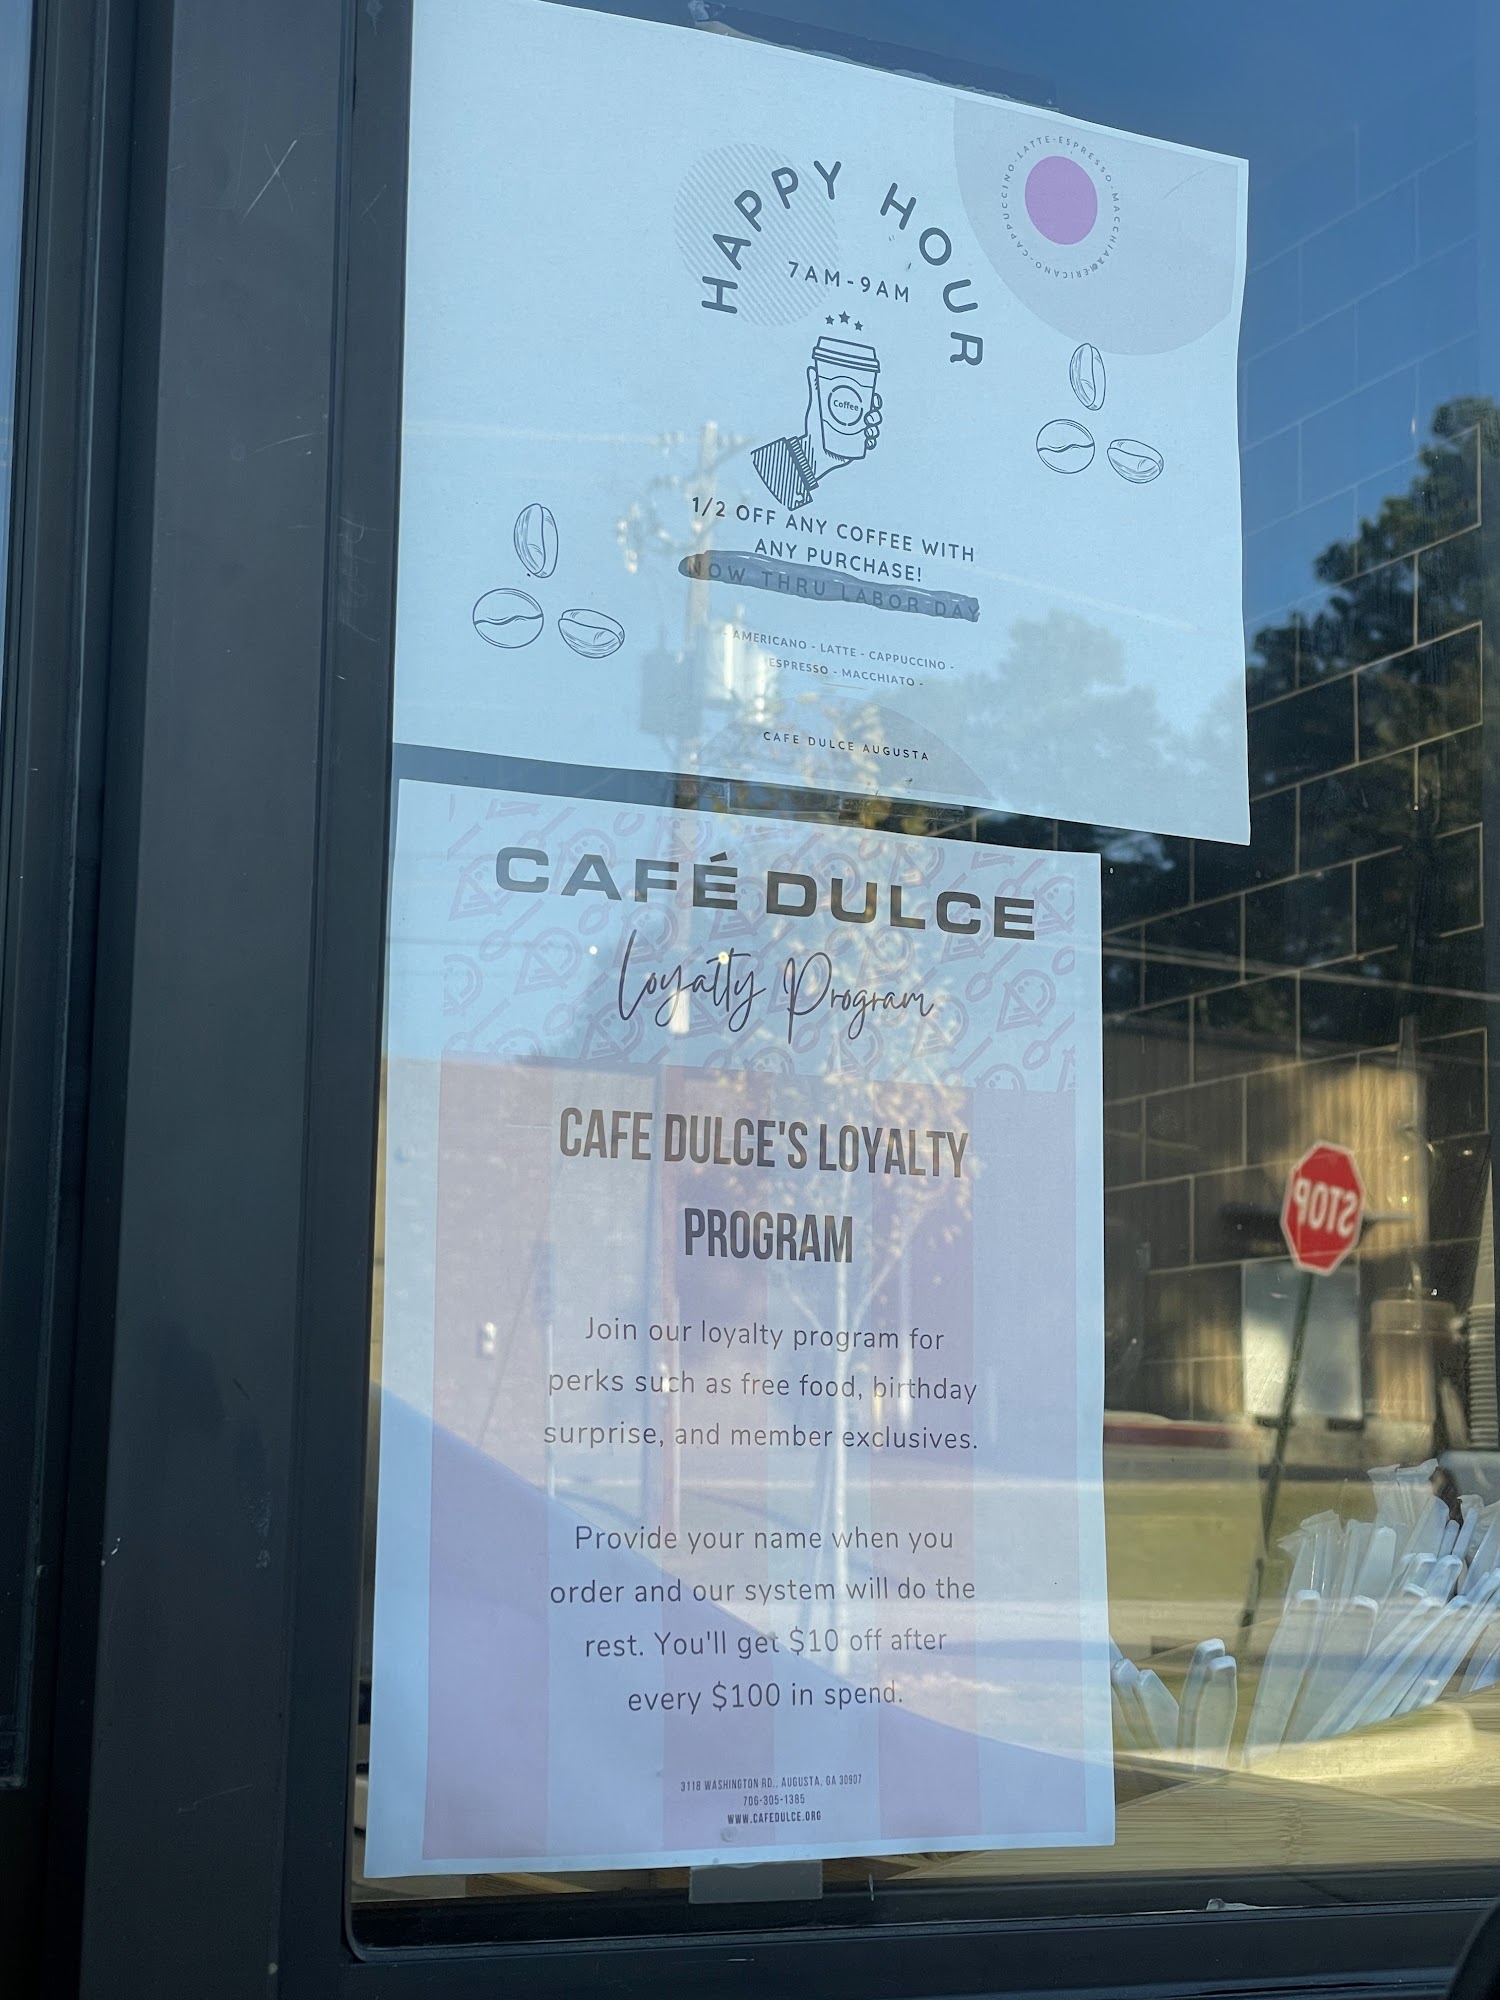 HAPPY HOUR
7AM-9AM
Coffee
1/2 OFF ANY COFFEE WITH
ANY PURCHASE!
NOW THRU LABOR DAY
- AMERICANO - LATTE - CAPPUCCINO -
ESPRESSO - MACCHIATO -
CAFE DULCE AUGUSTA
AMERICANO-CAPPUCCINO-LATTE-ESPRESSO-
CAFÉ DULCE
Loyalty Program
CAFE DULCE'S LOYALTY
PROGRAM
Join our loyalty program for
perks such as free food, birthday
surprise, and member exclusives.
Provide your name when you
order and our system will do the
rest. You'll get $10 off after
every $100 in spend.
3118 WASHINGTON RD., AUGUSTA, GA 30907
706-305-1385
WWW.CAFEDULCE.ORG
STOP